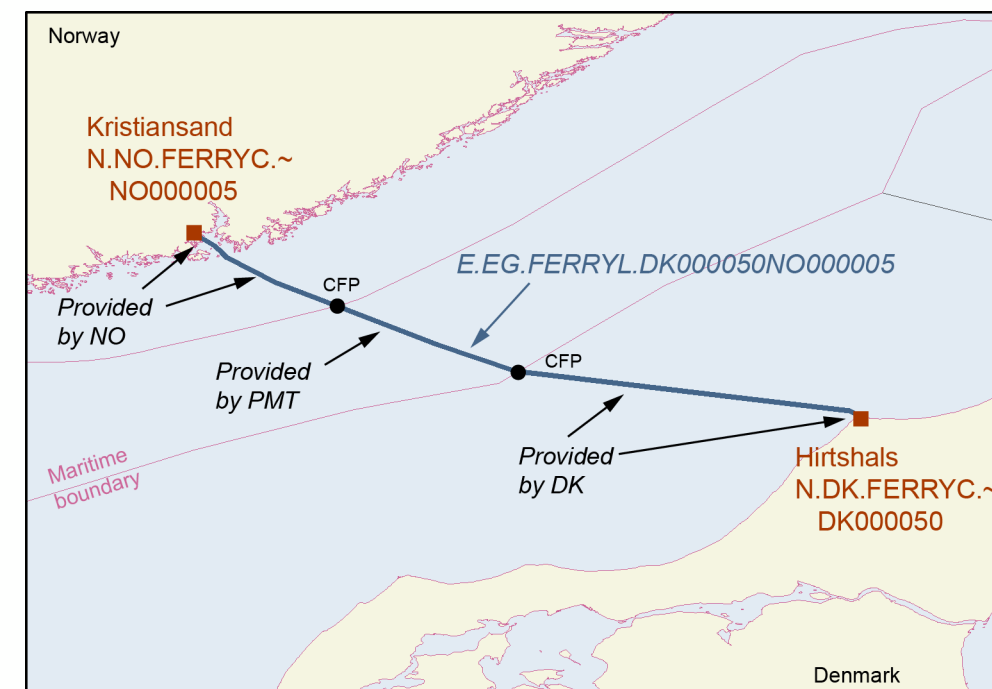 Norway
Kristiansand
N.NO.FERRYC.~
NO000005
E.EG.FERRYL.DK000050NO000005
CFP
Provided
by NO
CFP
Provided
by PMT
Maritime
boundary
Provided
by DK
Hirtshals
N.DK.FERRYC.~
DK000050
Denmark